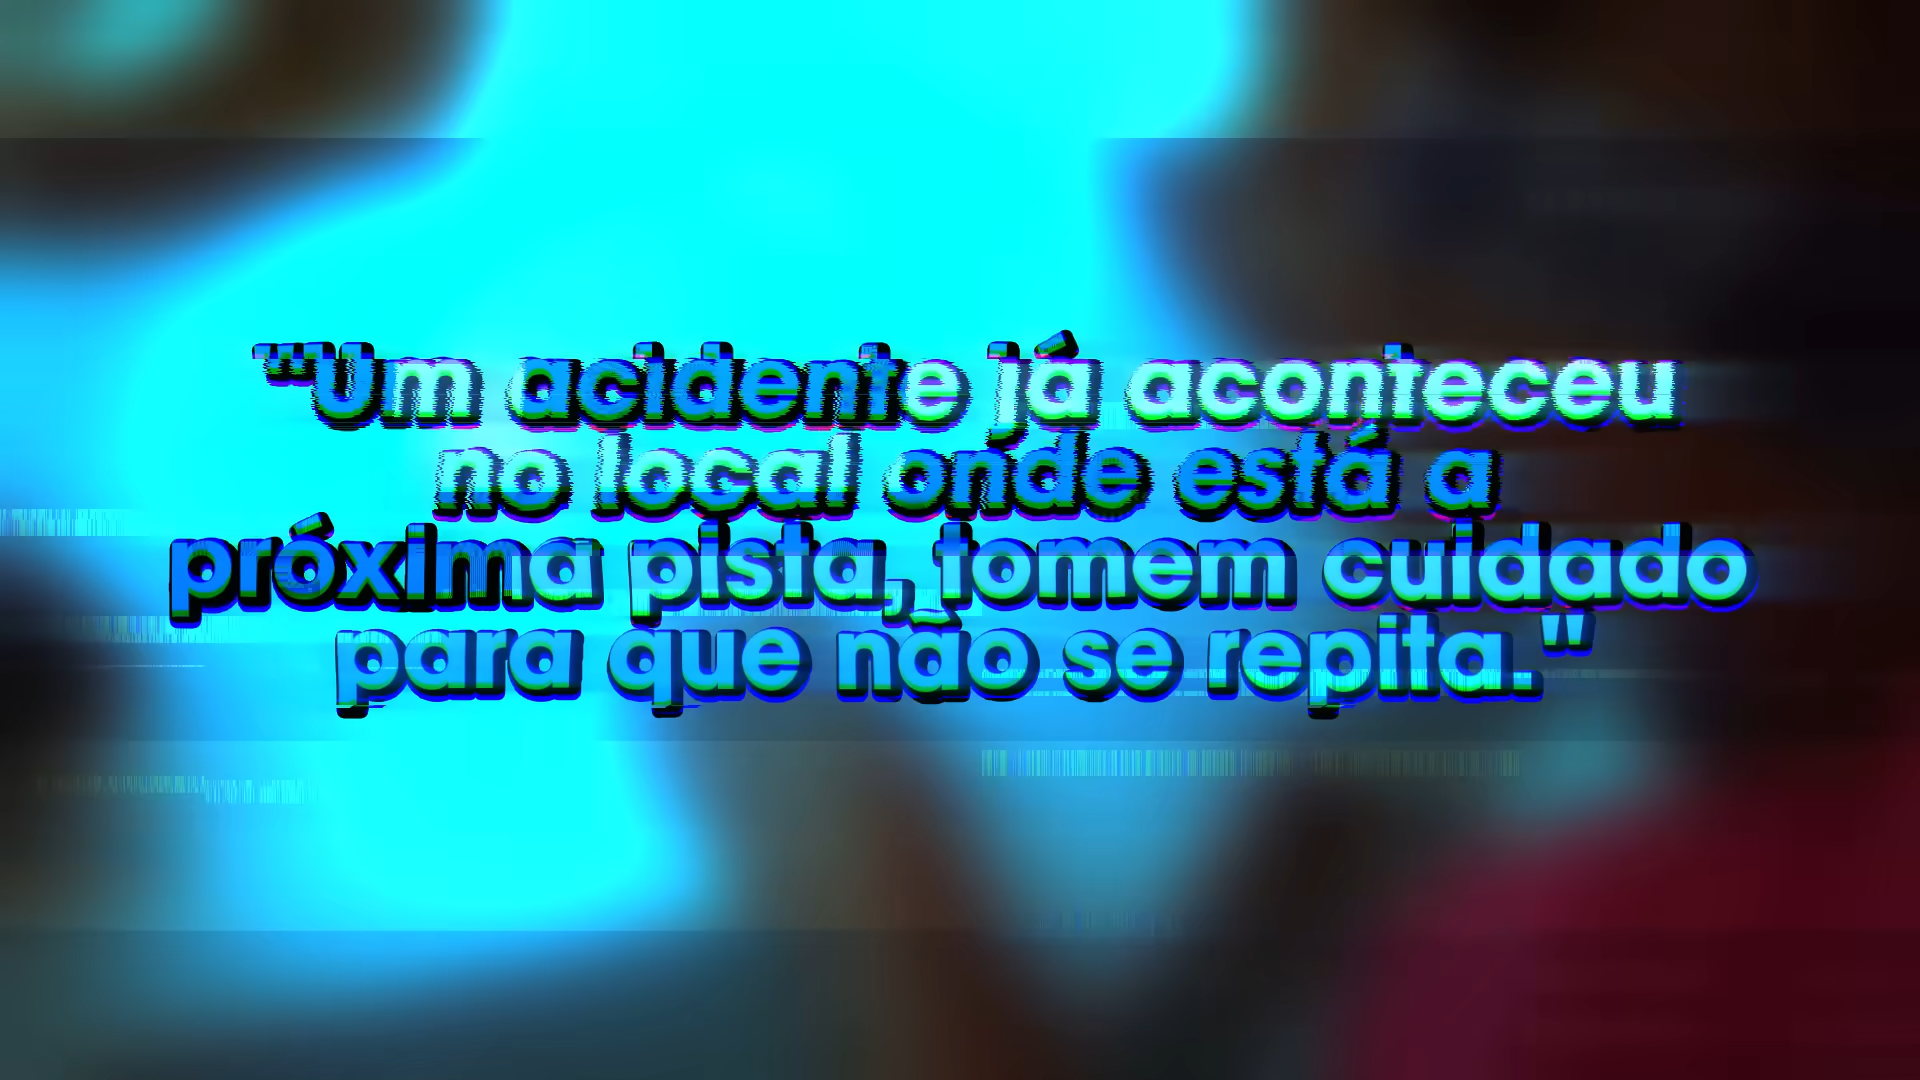 "Um acidente já aconteceu
no local onde está a
próxima pista, tomem cuidado
para que não se repita."